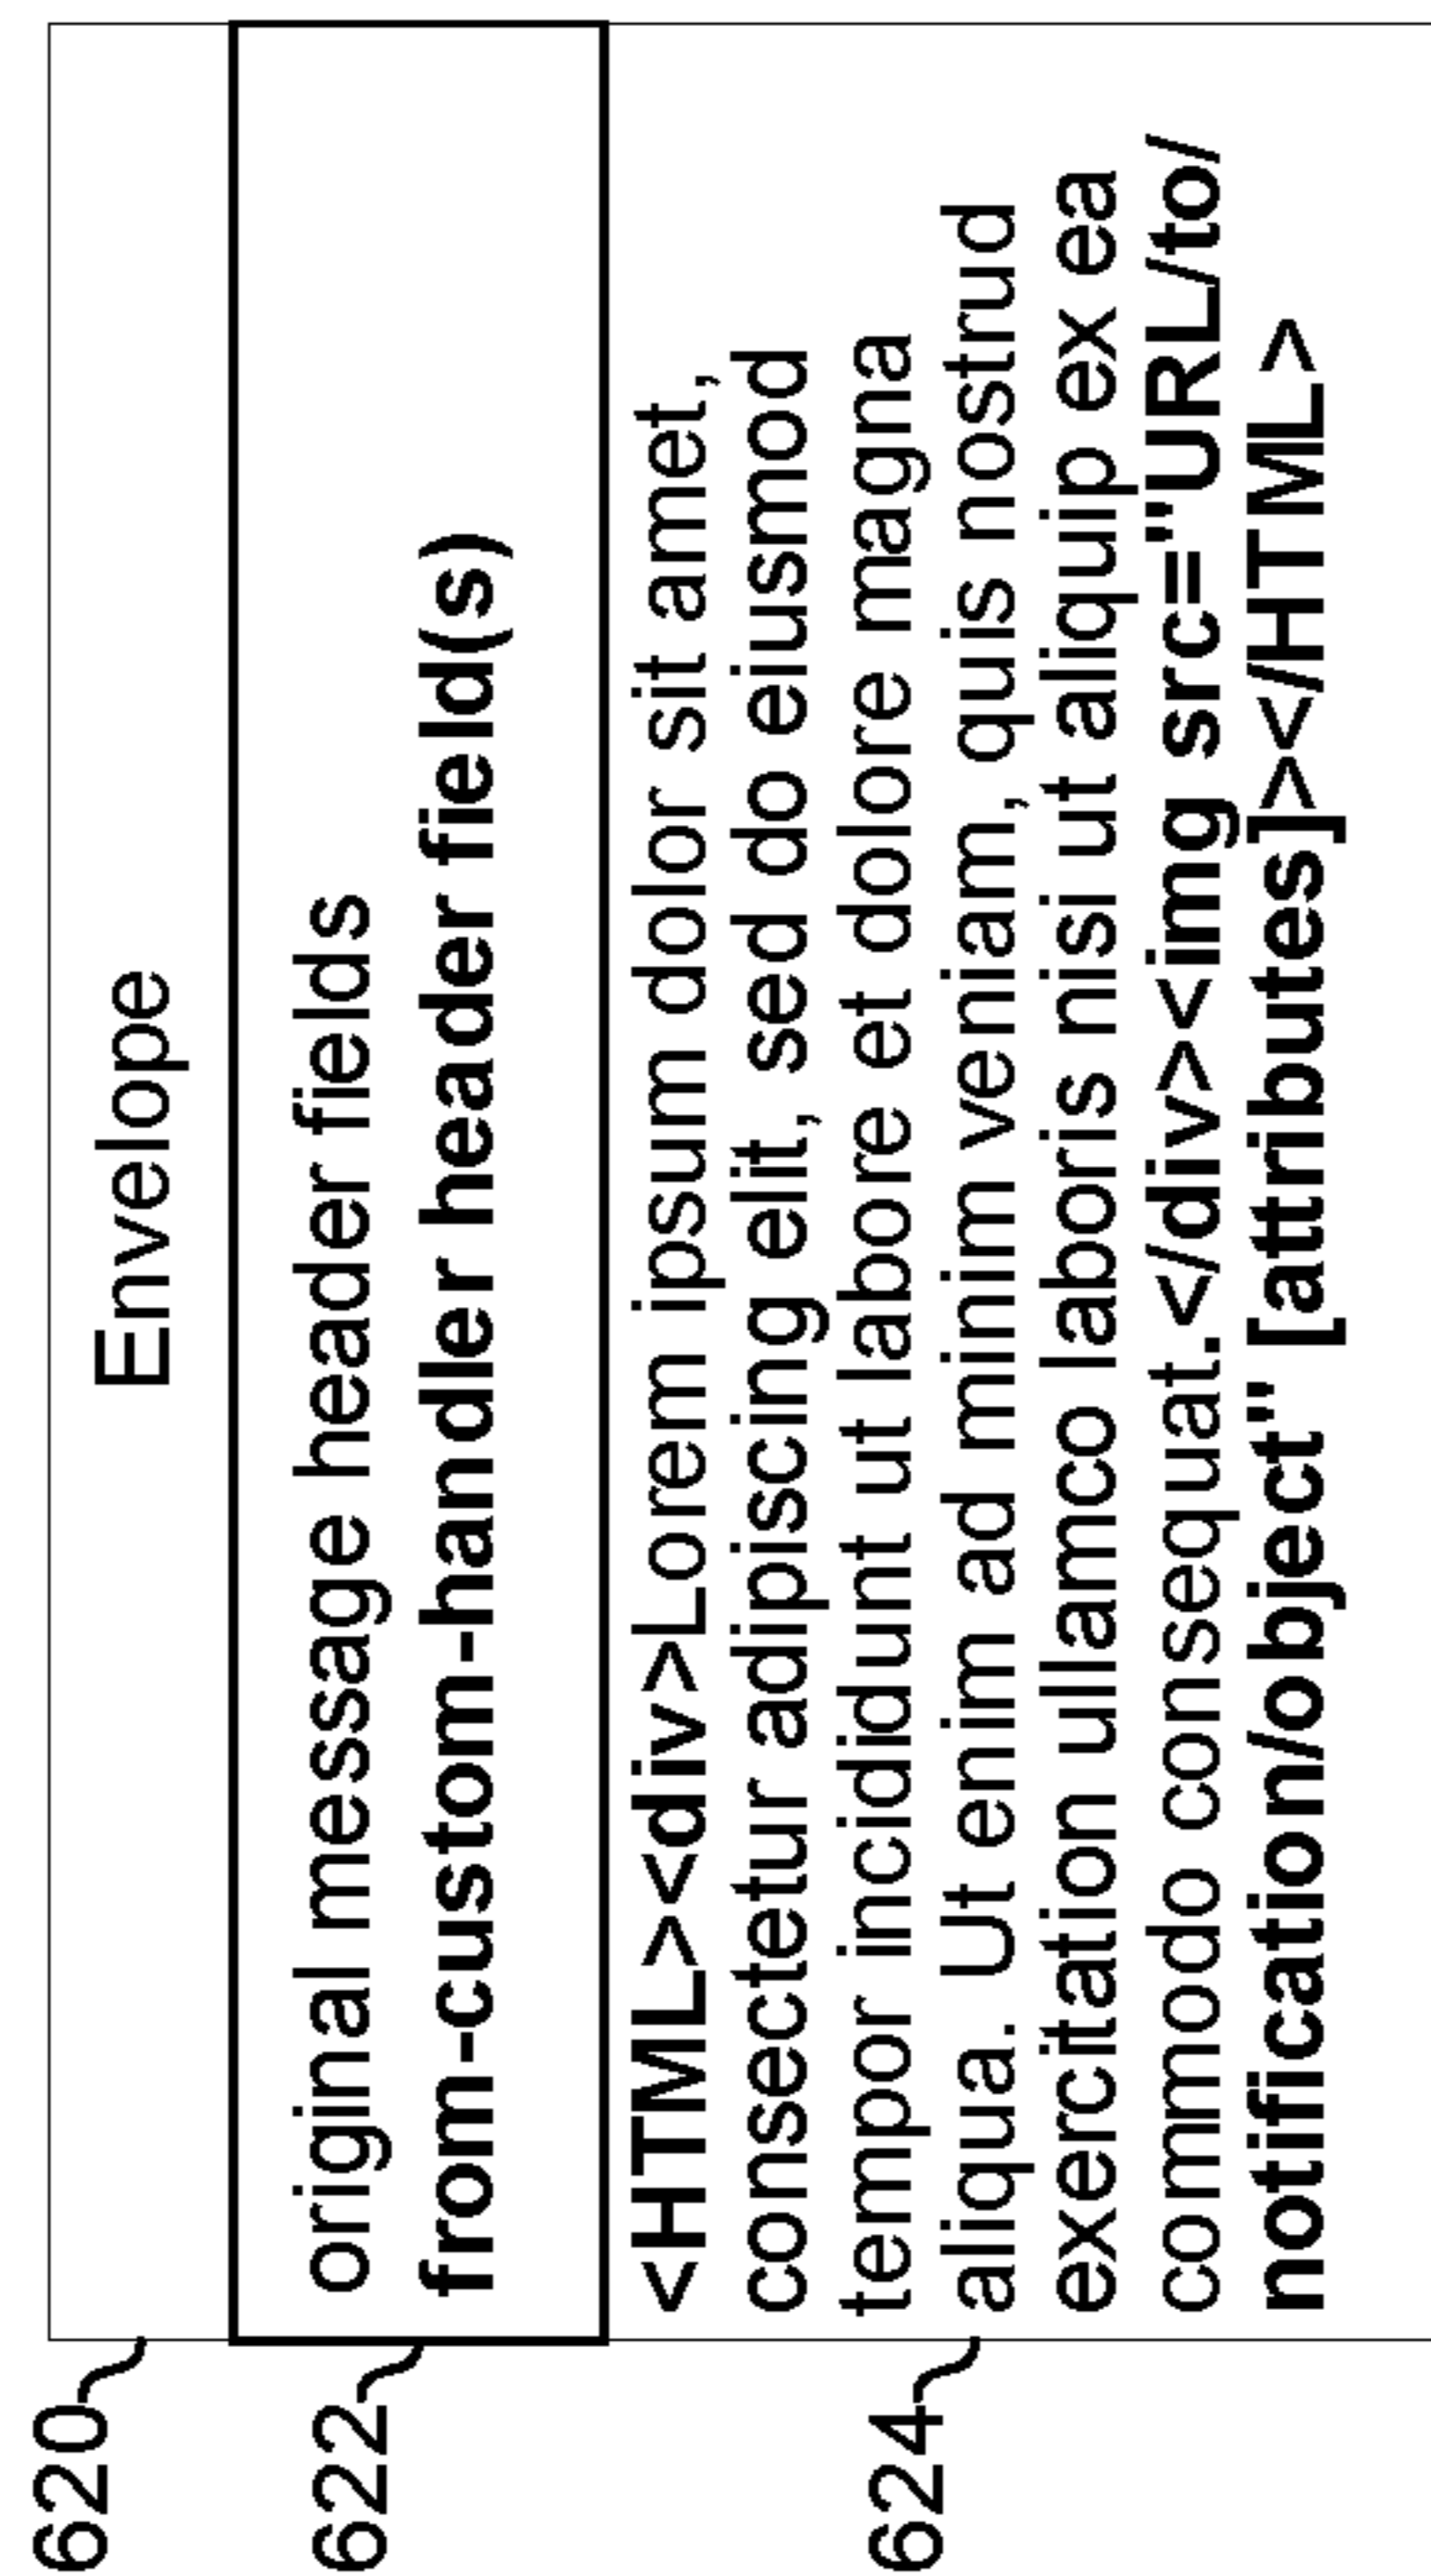 620
Envelope
622
original message header fields
from-custom-handler header field(s)
624
<HTML><div>Lorem ipsum dolor sit amet,
consectetur adipiscing elit, sed do eiusmod
tempor incididunt ut labore et dolore magna
aliqua. Ut enim ad minim veniam, quis nostrud
exercitation ullamco laboris nisi ut aliquip ex ea
commodo consequat.</div><img src="URL/to/
notification/object" [attributes]></HTML>